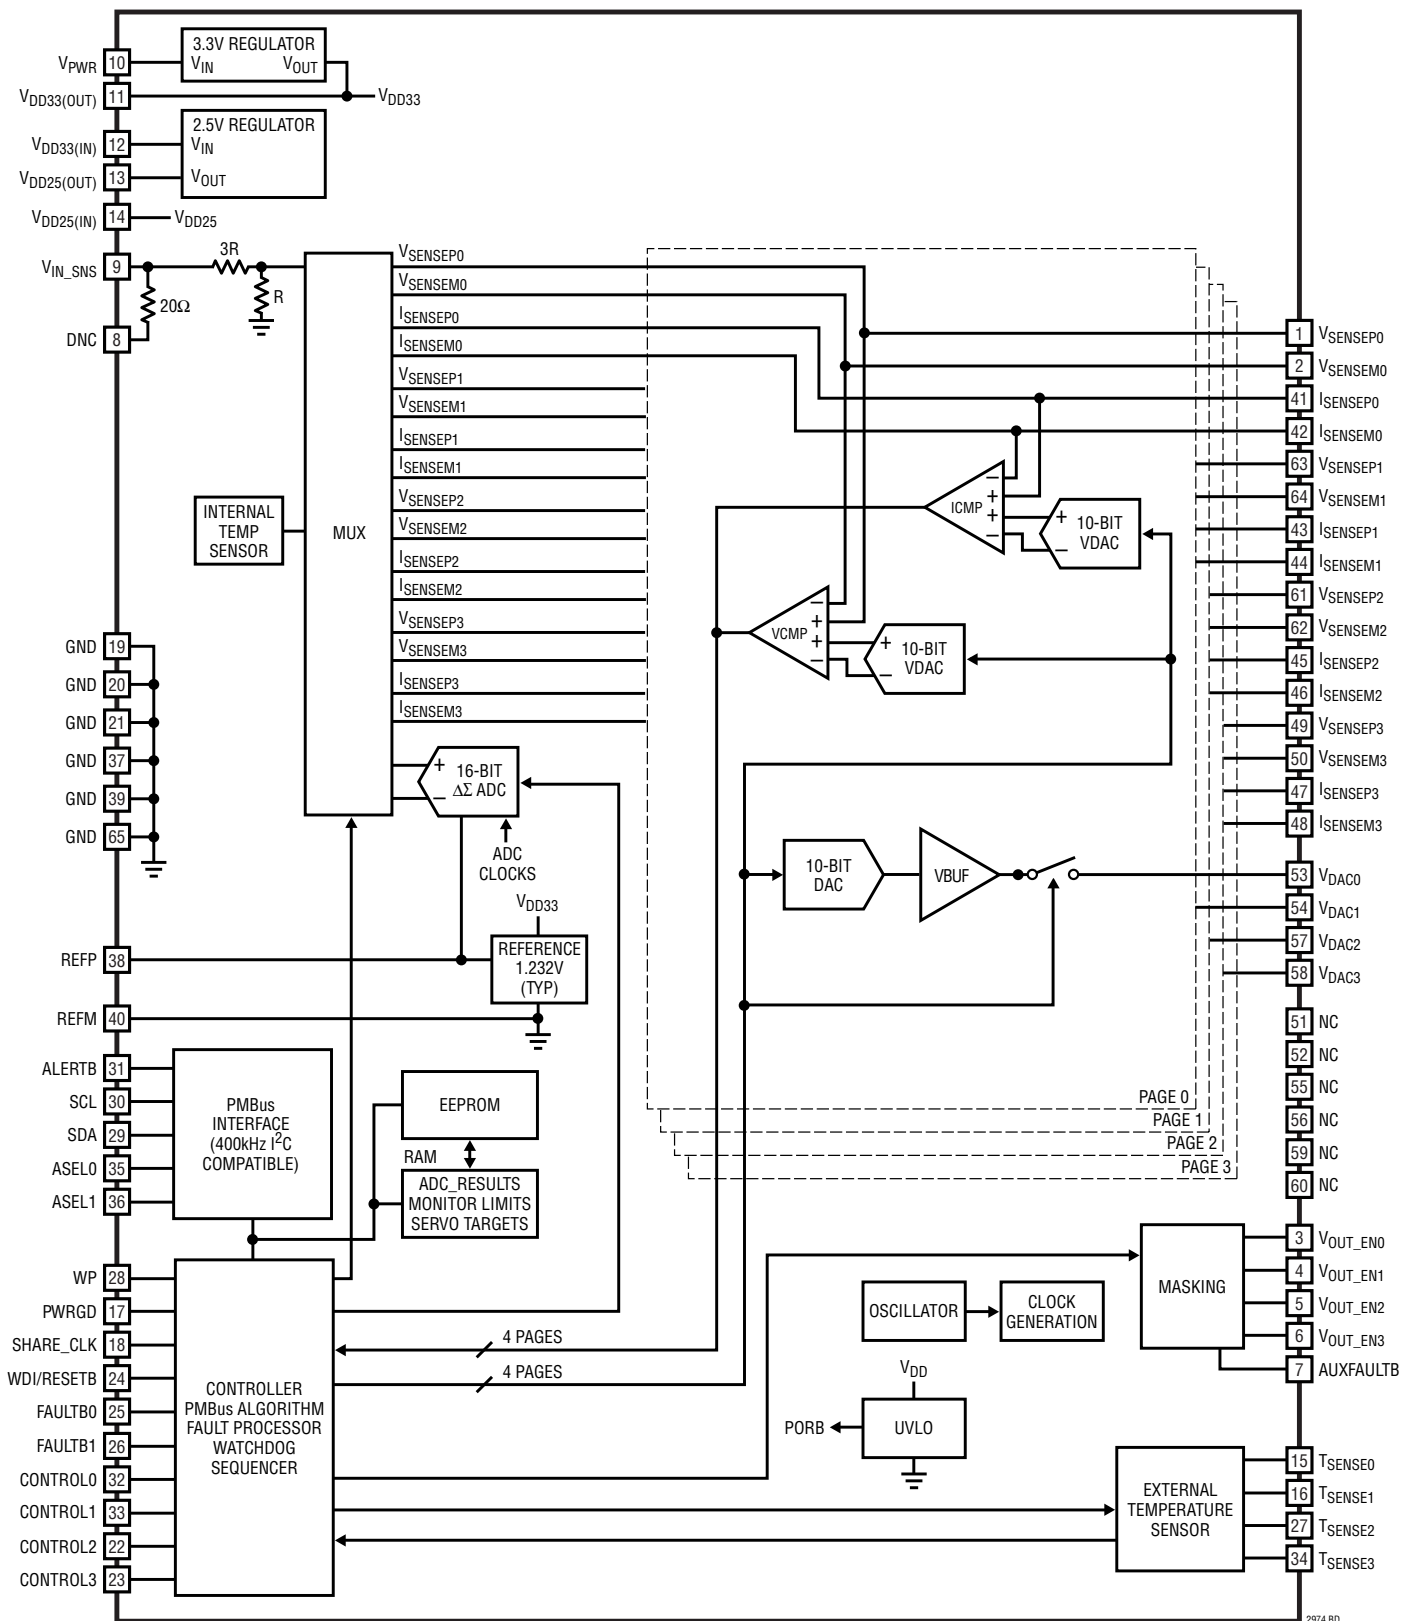 VPWR 10
3.3V REGULATOR
VIN VOUT
VDD33(OUT) 11
VDD33
2.5V REGULATOR
VDD33(IN) 12
VIN
VDD25(OUT) 13
VOUT
VDD25(IN) 14
VDD25
VIN_SNS 9
3R
R
20Ω
DNC 8
INTERNAL
TEMP
SENSOR
MUX
VSENSEP0
VSENSEM0
ISENSEP0
ISENSEM0
VSENSEP1
VSENSEM1
ISENSEP1
ISENSEM1
VSENSEP2
VSENSEM2
ISENSEP2
ISENSEM2
VSENSEP3
VSENSEM3
ISENSEP3
ISENSEM3
GND 19
GND 20
GND 21
GND 37
GND 39
GND 65
+
–
16-BIT
ΔΣ ADC
ADC
CLOCKS
VDD33
REFERENCE
1.232V
(TYP)
REFP 38
REFM 40
ALERTB 31
SCL 30
SDA 29
ASEL0 35
ASEL1 36
PMBus
INTERFACE
(400kHz I2C
COMPATIBLE)
EEPROM
RAM
ADC_RESULTS
MONITOR LIMITS
SERVO TARGETS
WP 28
PWRGD 17
SHARE_CLK 18
WDI/RESETB 24
FAULTB0 25
FAULTB1 26
CONTROL0 32
CONTROL1 33
CONTROL2 22
CONTROL3 23
CONTROLLER
PMBus ALGORITHM
FAULT PROCESSOR
WATCHDOG
SEQUENCER
4 PAGES
4 PAGES
ICMP
–
+
+
–
+
–
10-BIT
VDAC
VCMP
–
+
+
–
+
–
10-BIT
VDAC
10-BIT
DAC
VBUF
PAGE 0
PAGE 1
PAGE 2
PAGE 3
1 VSENSEP0
2 VSENSEM0
41 ISENSEP0
42 ISENSEM0
63 VSENSEP1
64 VSENSEM1
43 ISENSEP1
44 ISENSEM1
61 VSENSEP2
62 VSENSEM2
45 ISENSEP2
46 ISENSEM2
49 VSENSEP3
50 VSENSEM3
47 ISENSEP3
48 ISENSEM3
53 VDAC0
54 VDAC1
57 VDAC2
58 VDAC3
51 NC
52 NC
55 NC
56 NC
59 NC
60 NC
MASKING
3 VOUT_EN0
4 VOUT_EN1
5 VOUT_EN2
6 VOUT_EN3
7 AUXFAULTB
OSCILLATOR
CLOCK
GENERATION
VDD
PORB
UVLO
EXTERNAL
TEMPERATURE
SENSOR
15 TSENSE0
16 TSENSE1
27 TSENSE2
34 TSENSE3
2974 BD